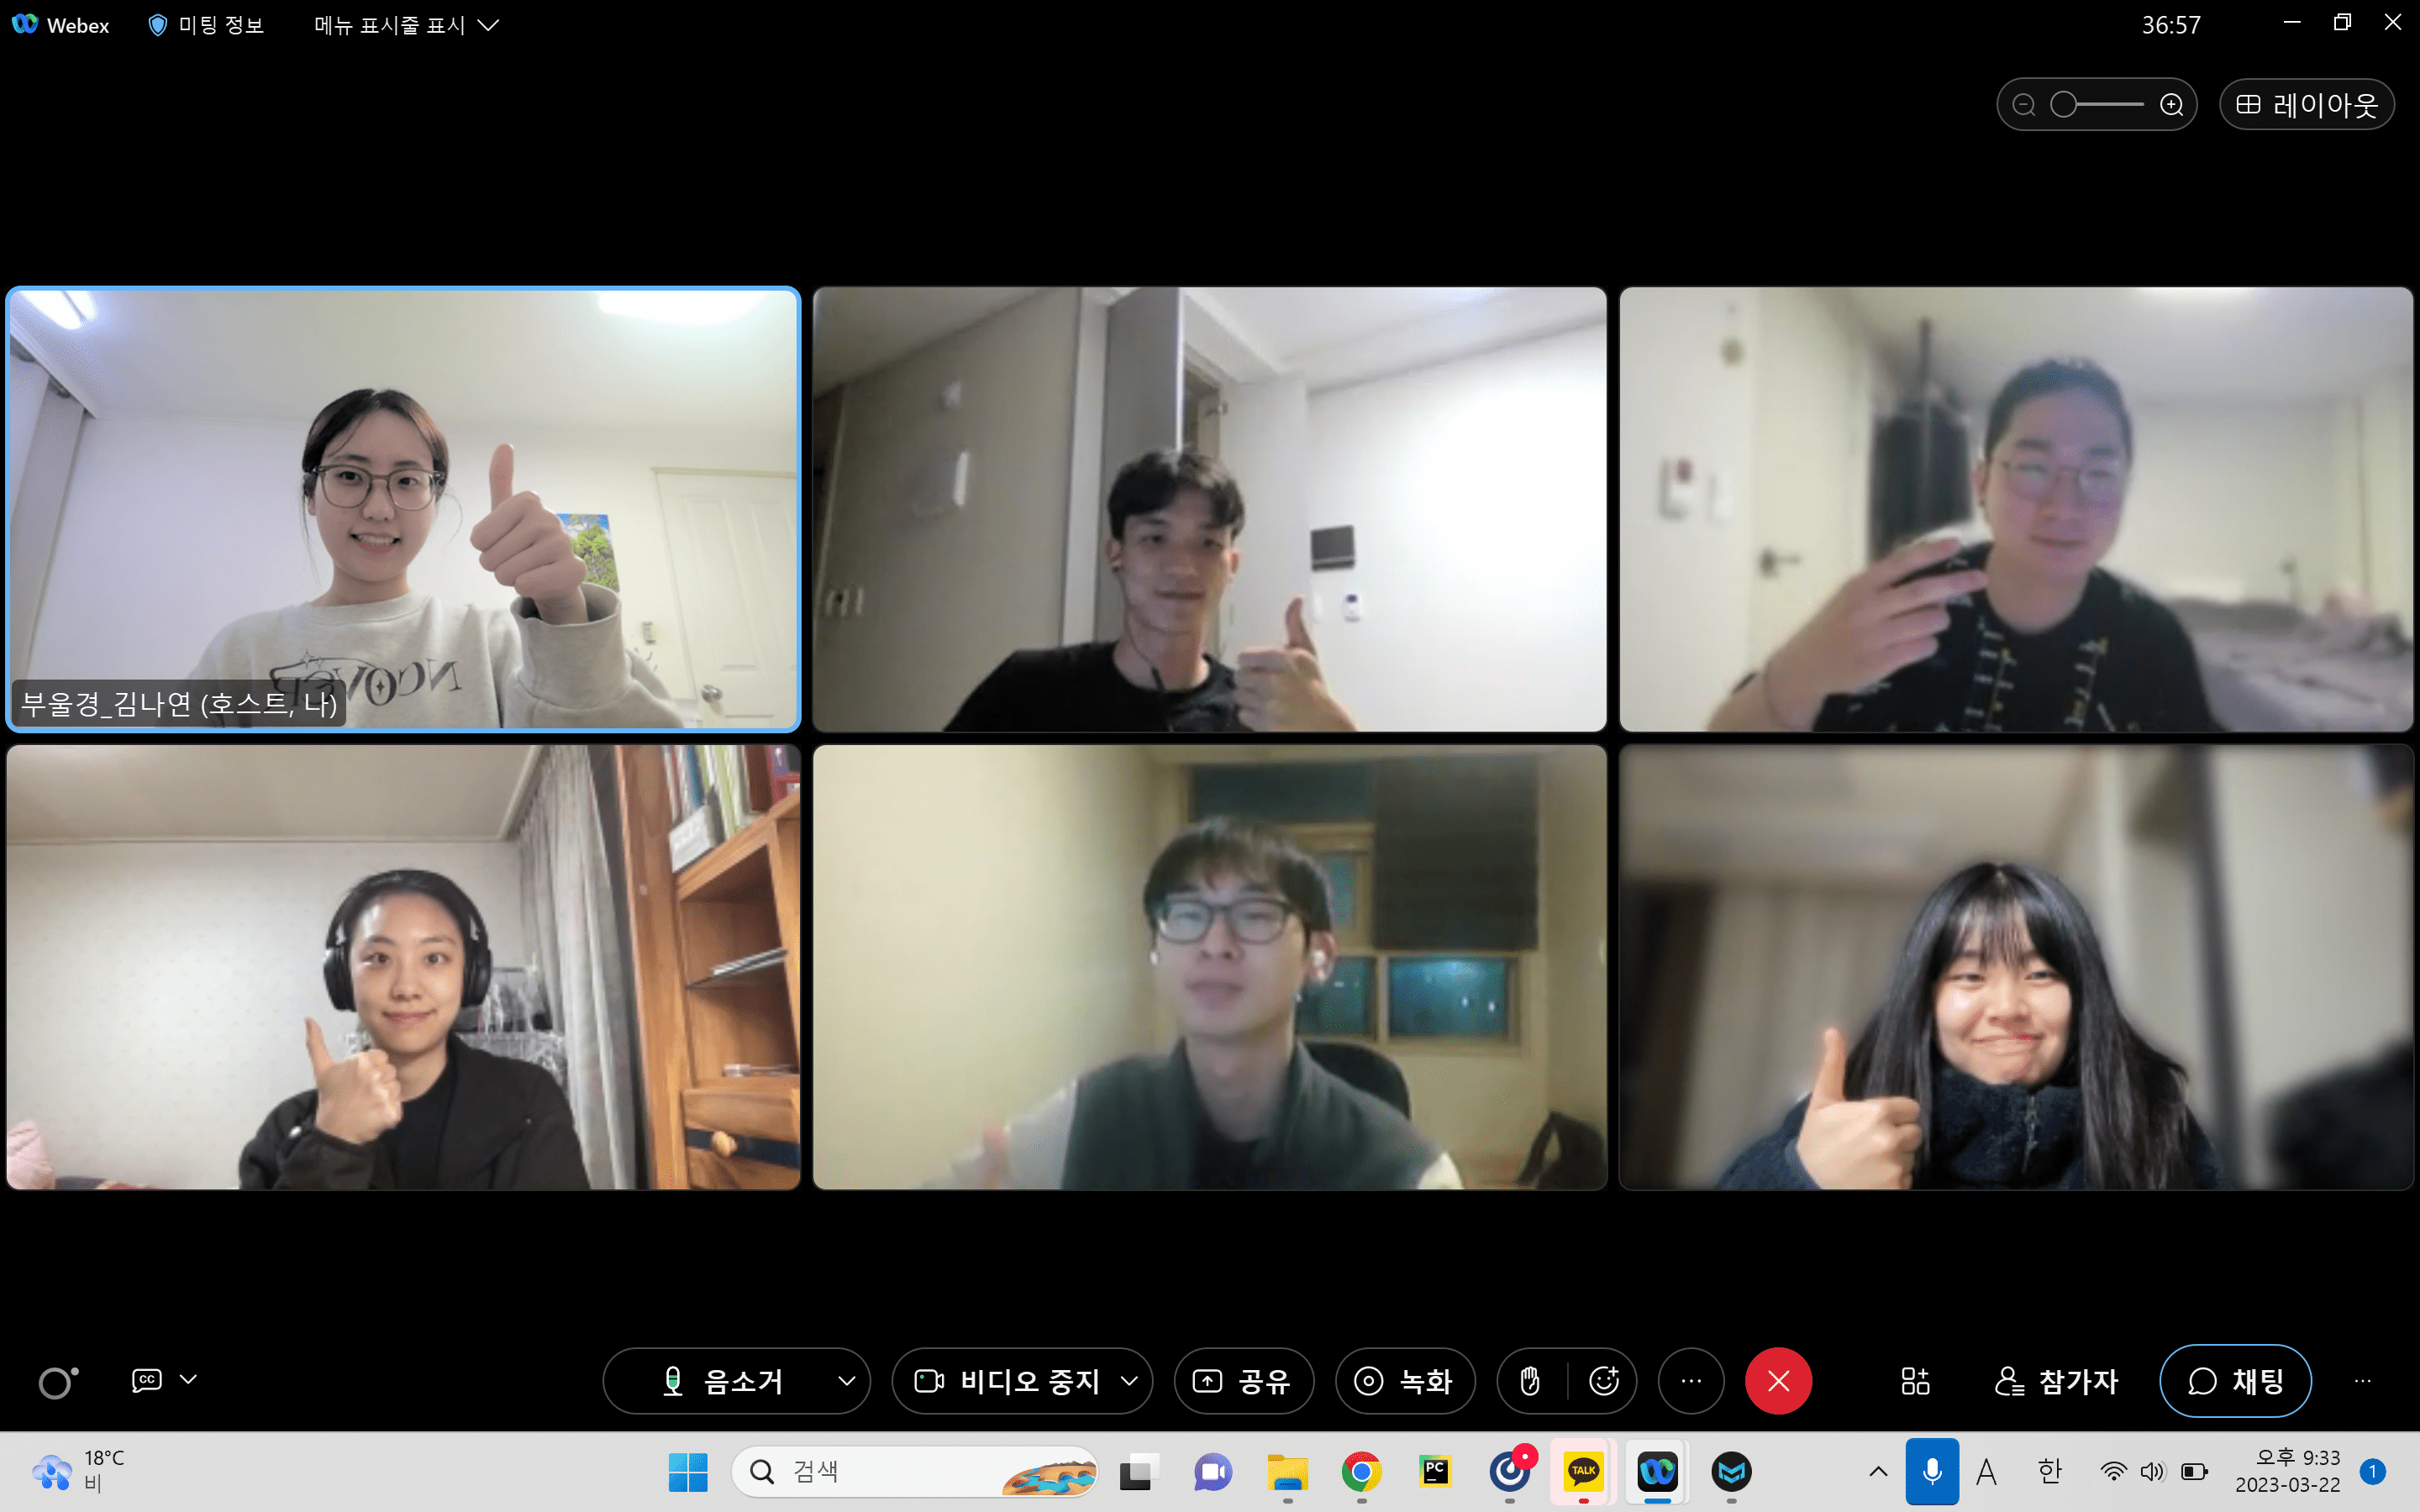 Webex
미팅 정보
메뉴 표시줄 표시
36:57
레이아웃
부울경_김나연 (호스트, 나)
CC
음소거
비디오 중지
공유
녹화
참가자
채팅
18°C
비
검색
PC
TALK
A
한
오후 9:33
2023-03-22
1